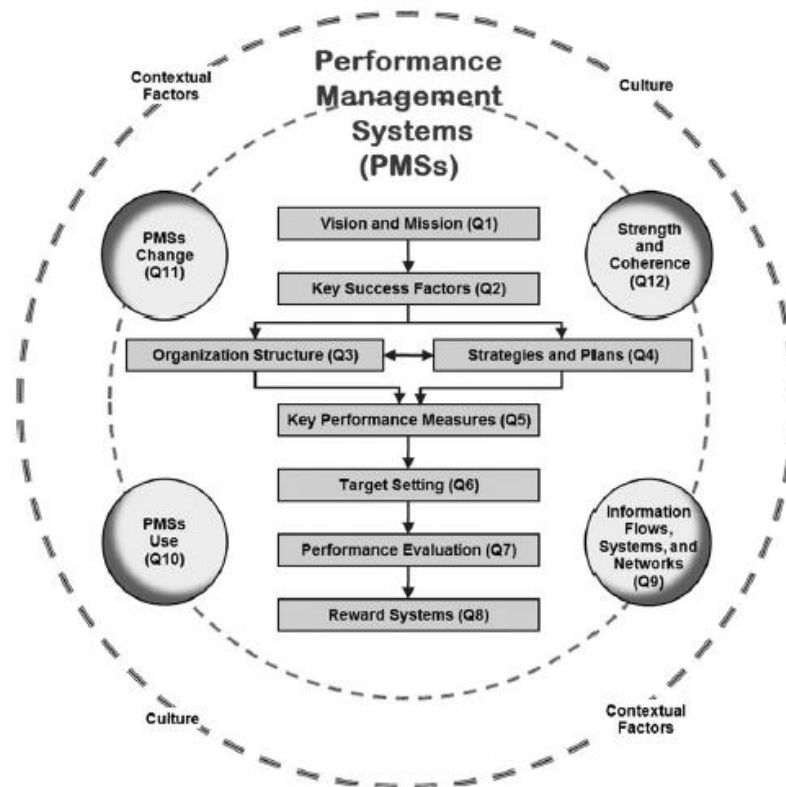 Performance
Management
Systems
(PMSs)
Contextual
Factors
Culture
PMSs
Change
(Q11)
Strength
and
Coherence
(Q12)
Vision and Mission (Q1)
Key Success Factors (Q2)
Organization Structure (Q3)
Strategies and Plans (Q4)
Key Performance Measures (Q5)
Target Setting (Q6)
Performance Evaluation (Q7)
Reward Systems (Q8)
PMSs
Use
(Q10)
Information
Flows,
Systems, and
Networks
(Q9)
Culture
Contextual
Factors